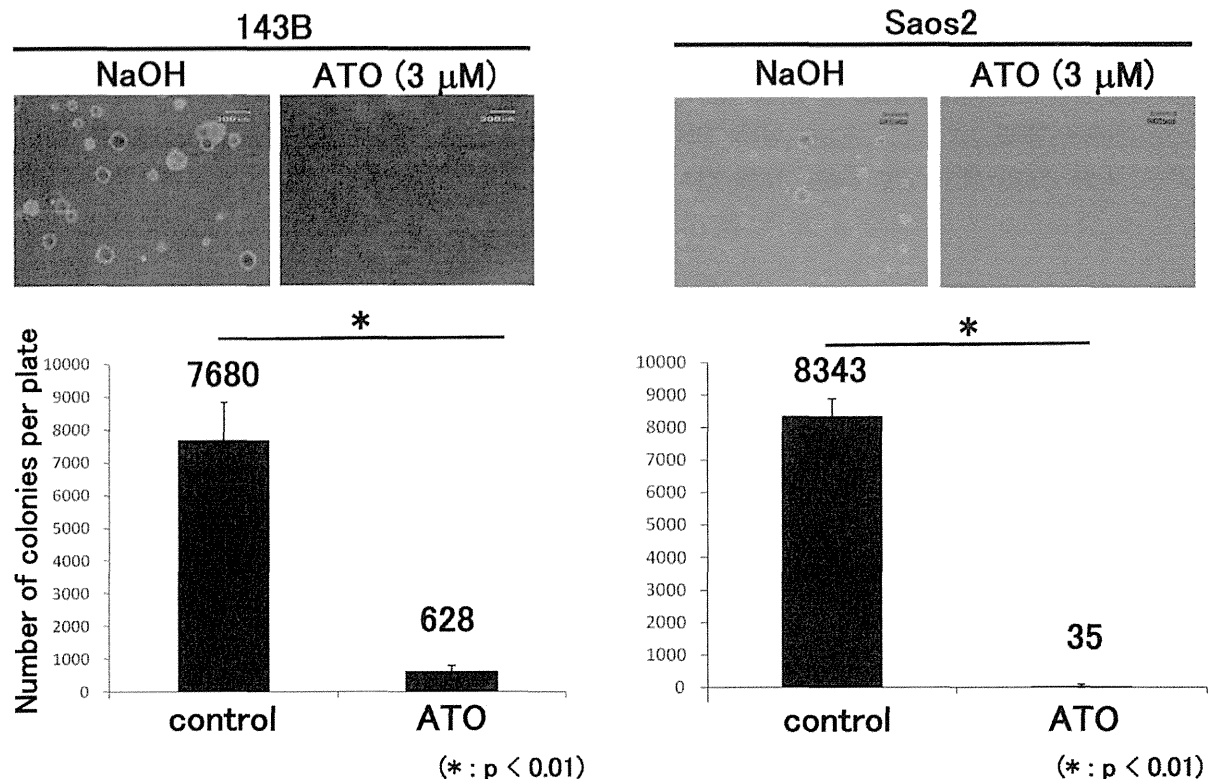 143B
NaOH ATO (3 μM)
300 μm
Number of colonies per plate
10000
9000
8000
7000
6000
5000
4000
3000
2000
1000
0
*
7680
628
control ATO
(* : p < 0.01)
Saos2
NaOH ATO (3 μM)
10000
9000
8000
7000
6000
5000
4000
3000
2000
1000
0
*
8343
35
control ATO
(* : p < 0.01)